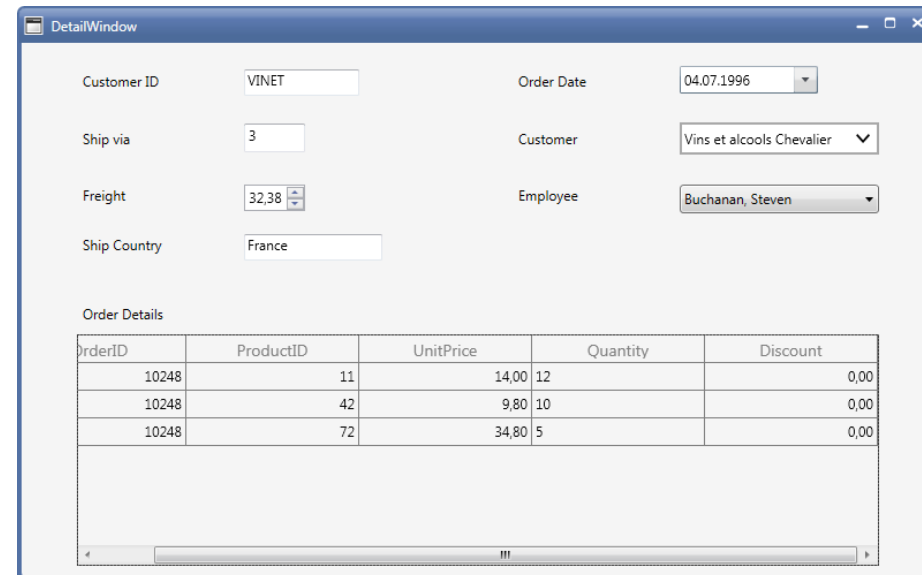 DetailWindow
Customer ID VINET Order Date 04.07.1996
Ship via 3 Customer Vins et alcools Chevalier
Freight 32,38 Employee Buchanan, Steven
Ship Country France
Order Details
OrderID ProductID UnitPrice Quantity Discount
10248 11 14,00 12 0,00
10248 42 9,80 10 0,00
10248 72 34,80 5 0,00